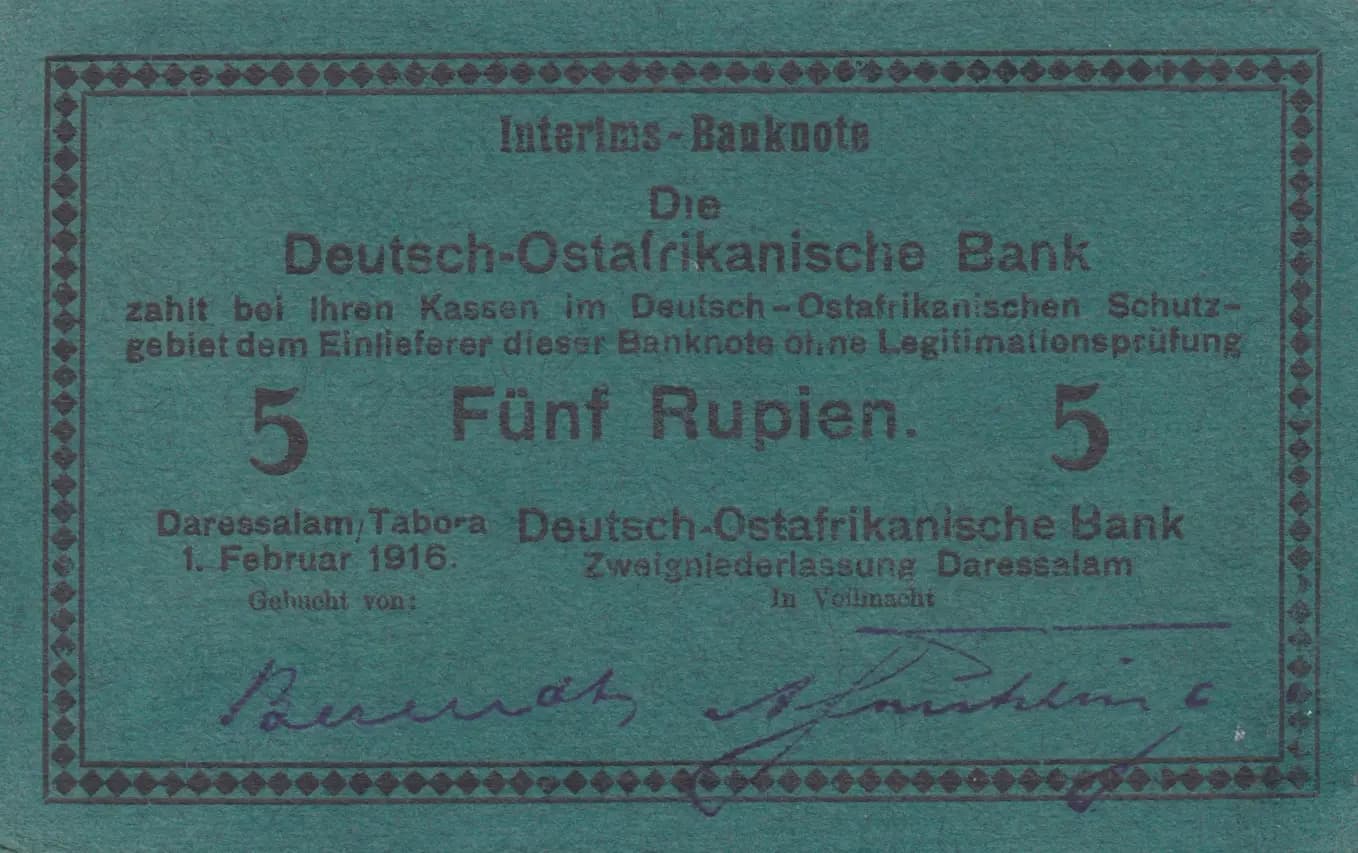 Interims-Banknote
Die
Deutsch-Ostafrikanische Bank
zahlt bei ihren Kassen im Deutsch-Ostafrikanischen Schutz-
gebiet dem Einlieferer dieser Banknote ohne Legitimationsprüfung
5 Fünf Rupien. 5
Daressalam/Tabora
1. Februar 1916.
Gebucht von:
Deutsch-Ostafrikanische Bank
Zweigniederlassung Daressalam
In Vollmacht